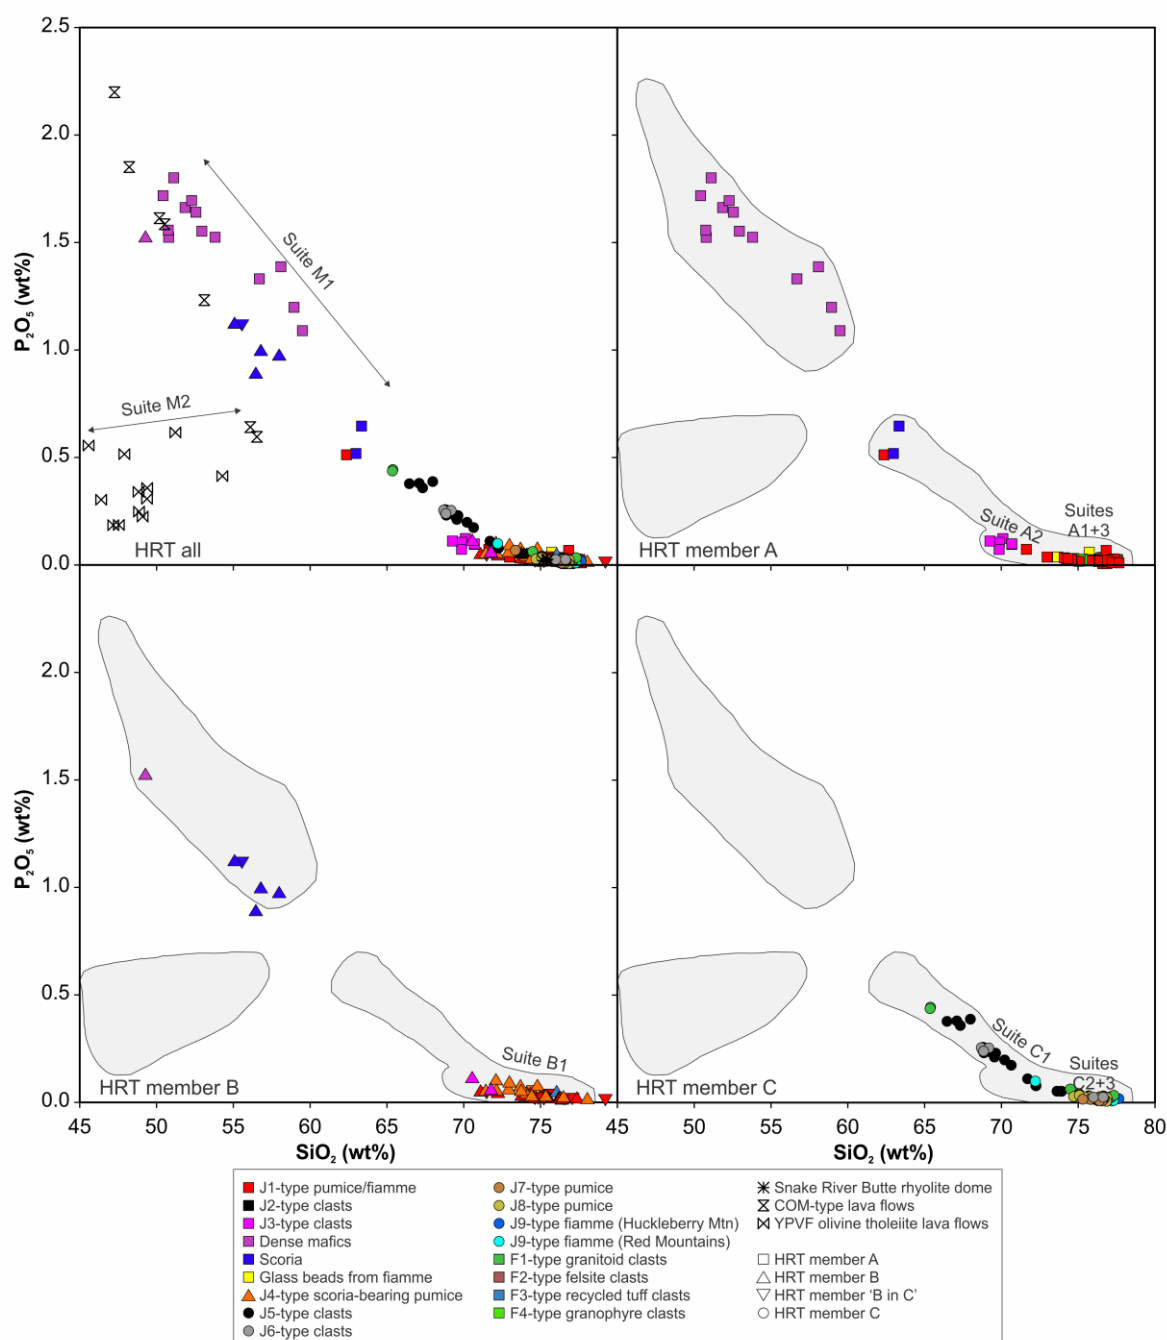 2.5
2.0
1.5
1.0
0.5
0.0
P₂O₅ (wt%)
Suite M1
Suite M2
HRT all
Suite A2
Suites
A1+3
HRT member A
2.0
1.5
1.0
0.5
0.0
P₂O₅ (wt%)
Suite B1
HRT member B
Suite C1
Suites
C2+3
HRT member C
45 50 55 60 65 70 75 45 50 55 60 65 70 75 80
SiO₂ (wt%) SiO₂ (wt%)
J1-type pumice/fiamme
J2-type clasts
J3-type clasts
Dense mafics
Scoria
Glass beads from fiamme
J4-type scoria-bearing pumice
J5-type clasts
J6-type clasts
J7-type pumice
J8-type pumice
J9-type fiamme (Huckleberry Mtn)
J9-type fiamme (Red Mountains)
F1-type granitoid clasts
F2-type felsite clasts
F3-type recycled tuff clasts
F4-type granophyre clasts
Snake River Butte rhyolite dome
COM-type lava flows
YPVF olivine tholeiite lava flows
HRT member A
HRT member B
HRT member ‘B in C’
HRT member C